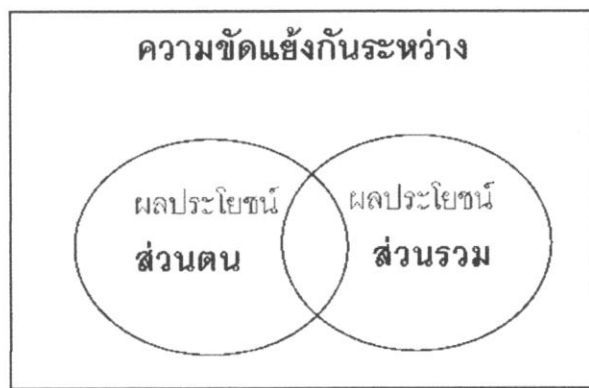 ความขัดแย้งกันระหว่าง
ผลประโยชน์
ส่วนตน
ผลประโยชน์
ส่วนรวม